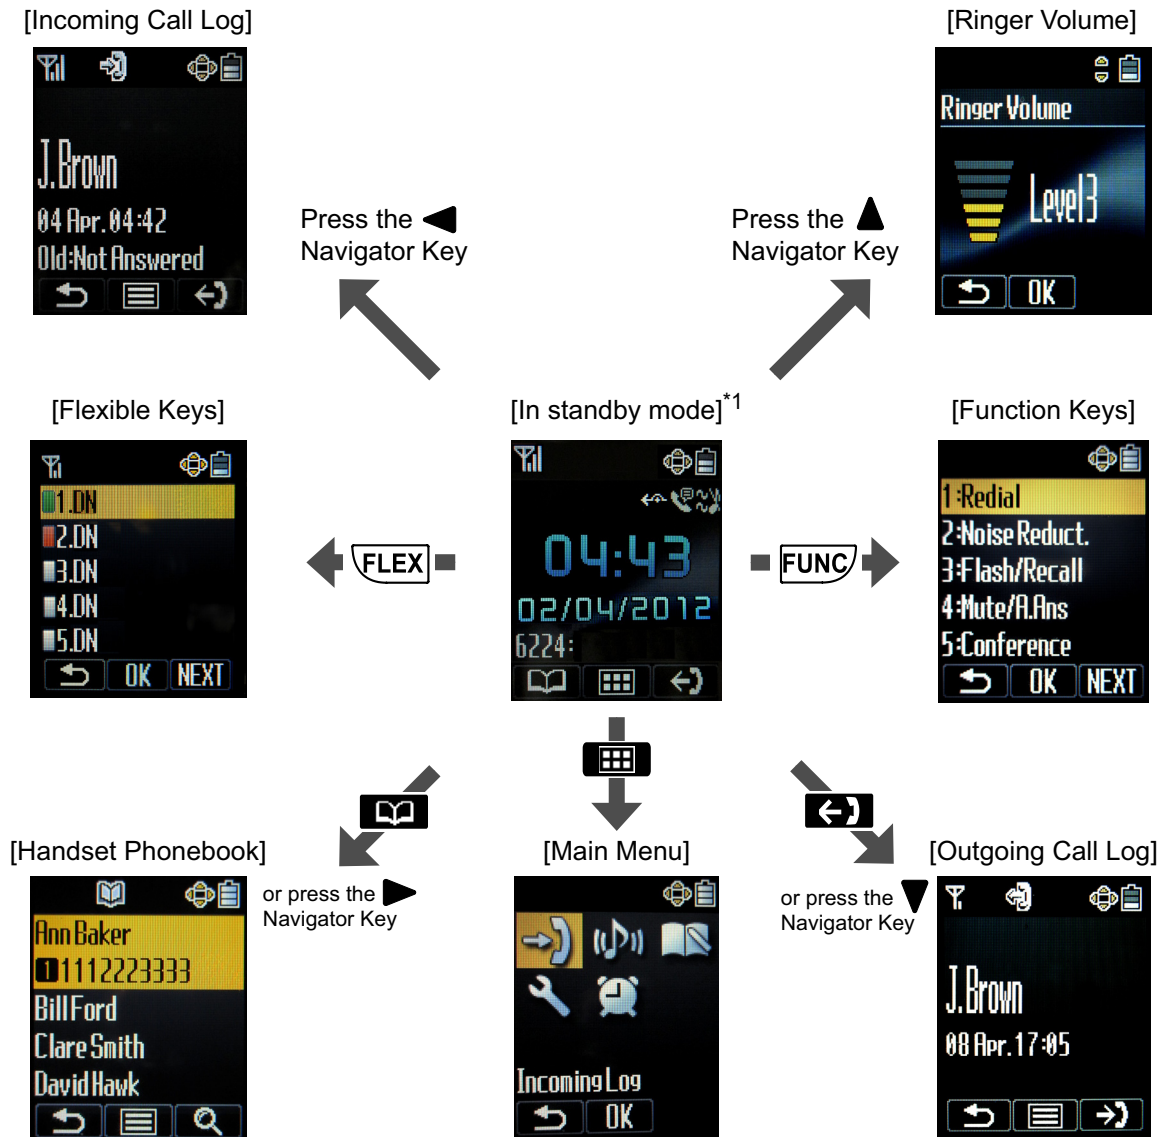 [Incoming Call Log]
[Ringer Volume]
J.Brown
04 Apr. 04:42
Old:Not Answered
Ringer Volume
Level3
OK
Press the
Navigator Key
Press the
Navigator Key
[Flexible Keys]
[In standby mode]*1
[Function Keys]
1.DN
2.DN
3.DN
4.DN
5.DN
OK
NEXT
FLEX
04:43
02/04/2012
6224:
FUNC
1:Redial
2:Noise Reduct.
3:Flash/Recall
4:Mute/A.Ans
5:Conference
OK
NEXT
[Handset Phonebook]
[Main Menu]
[Outgoing Call Log]
or press the
Navigator Key
or press the
Navigator Key
Ann Baker
1 1112223333
Bill Ford
Clare Smith
David Hawk
Incoming Log
OK
J.Brown
08 Apr. 17:05